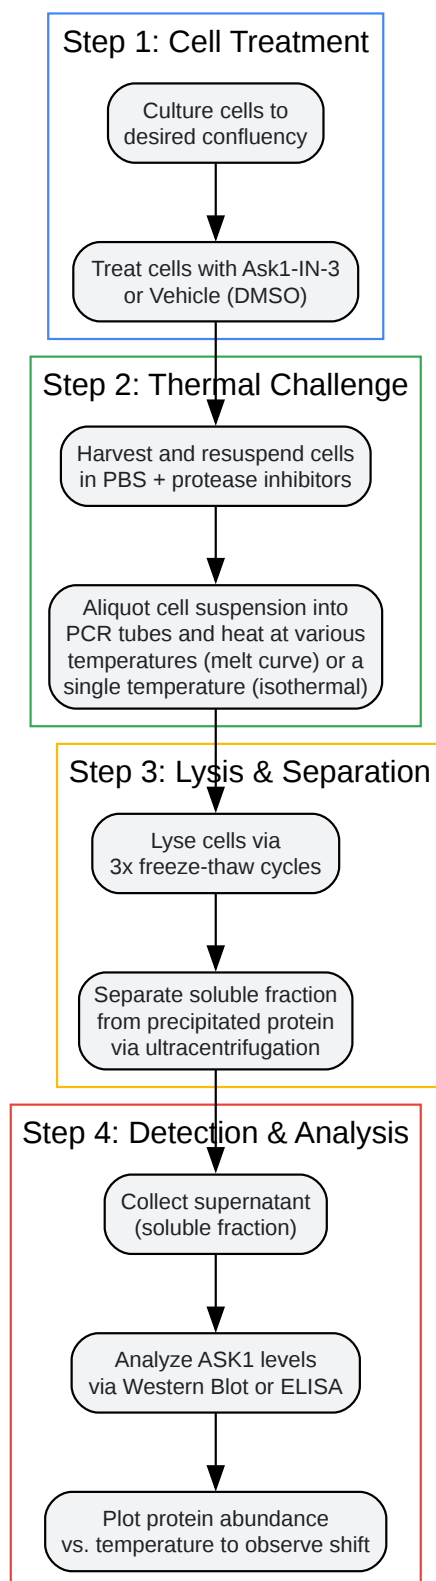 Step 1: Cell Treatment
Culture cells to
desired confluency
Treat cells with Ask1-IN-3
or Vehicle (DMSO)
Step 2: Thermal Challenge
Harvest and resuspend cells
in PBS + protease inhibitors
Aliquot cell suspension into
PCR tubes and heat at various
temperatures (melt curve) or a
single temperature (isothermal)
Step 3: Lysis & Separation
Lyse cells via
3x freeze-thaw cycles
Separate soluble fraction
from precipitated protein
via ultracentrifugation
Step 4: Detection & Analysis
Collect supernatant
(soluble fraction)
Analyze ASK1 levels
via Western Blot or ELISA
Plot protein abundance
vs. temperature to observe shift